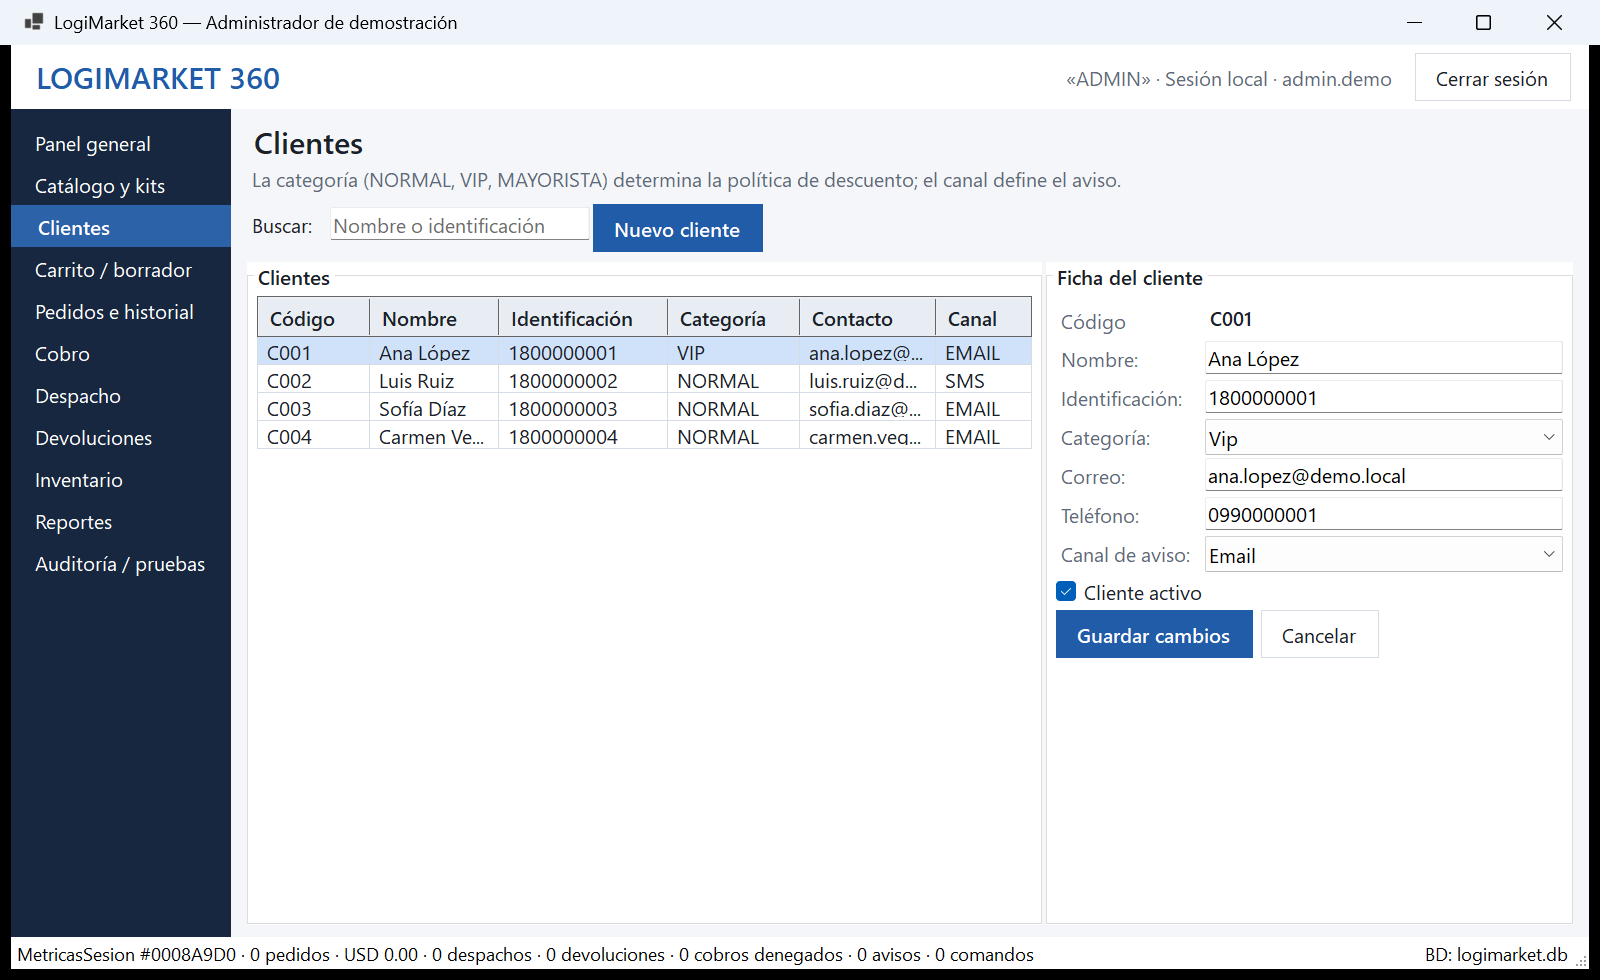 LogiMarket 360 — Administrador de demostración
LOGIMARKET 360
«ADMIN» · Sesión local · admin.demo
Cerrar sesión
Panel general
Catálogo y kits
Clientes
Carrito / borrador
Pedidos e historial
Cobro
Despacho
Devoluciones
Inventario
Reportes
Auditoría / pruebas
Clientes
La categoría (NORMAL, VIP, MAYORISTA) determina la política de descuento; el canal define el aviso.
Buscar: Nombre o identificación Nuevo cliente
Clientes
Código Nombre Identificación Categoría Contacto Canal
C001 Ana López 1800000001 VIP ana.lopez@... EMAIL
C002 Luis Ruiz 1800000002 NORMAL luis.ruiz@d... SMS
C003 Sofía Díaz 1800000003 NORMAL sofia.diaz@... EMAIL
C004 Carmen Ve... 1800000004 NORMAL carmen.veg... EMAIL
Ficha del cliente
Código C001
Nombre: Ana López
Identificación: 1800000001
Categoría: Vip
Correo: ana.lopez@demo.local
Teléfono: 0990000001
Canal de aviso: Email
Cliente activo
Guardar cambios Cancelar
MetricasSesion #0008A9D0 · 0 pedidos · USD 0.00 · 0 despachos · 0 devoluciones · 0 cobros denegados · 0 avisos · 0 comandos
BD: logimarket.db